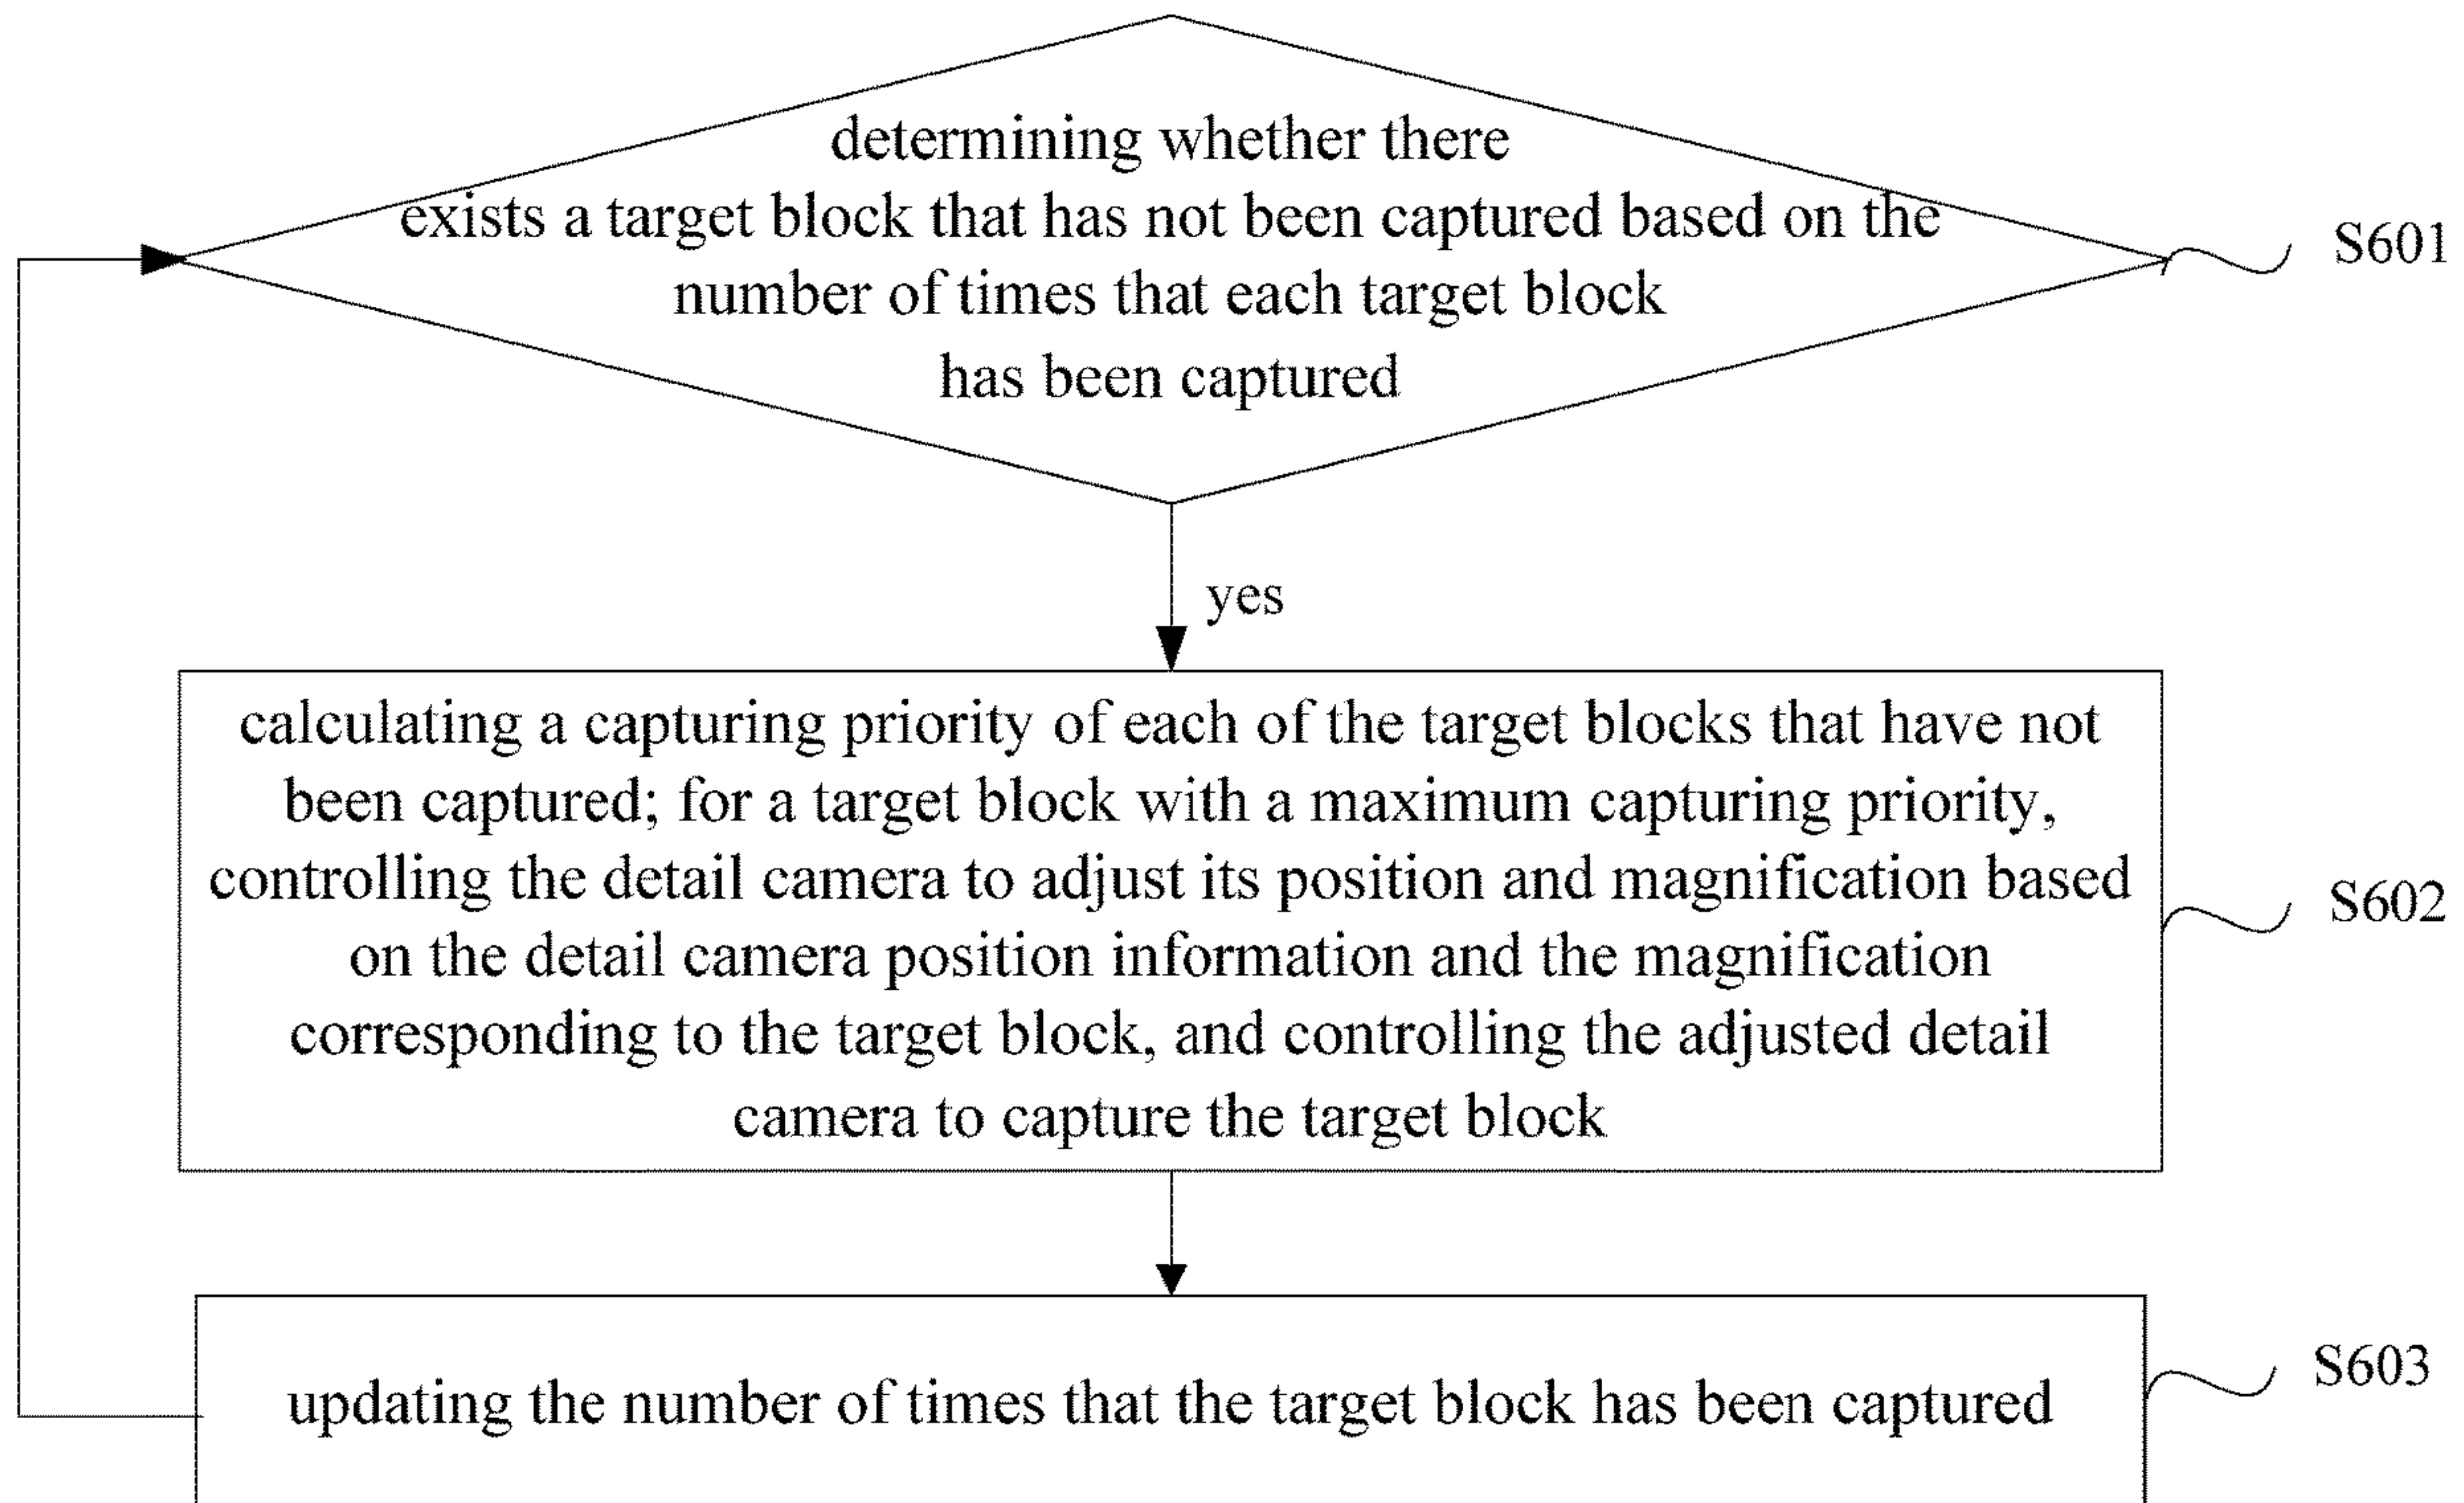 determining whether there
exists a target block that has not been captured based on the
number of times that each target block
has been captured
S601
yes
calculating a capturing priority of each of the target blocks that have not
been captured; for a target block with a maximum capturing priority,
controlling the detail camera to adjust its position and magnification based
on the detail camera position information and the magnification
corresponding to the target block, and controlling the adjusted detail
camera to capture the target block
S602
updating the number of times that the target block has been captured
S603